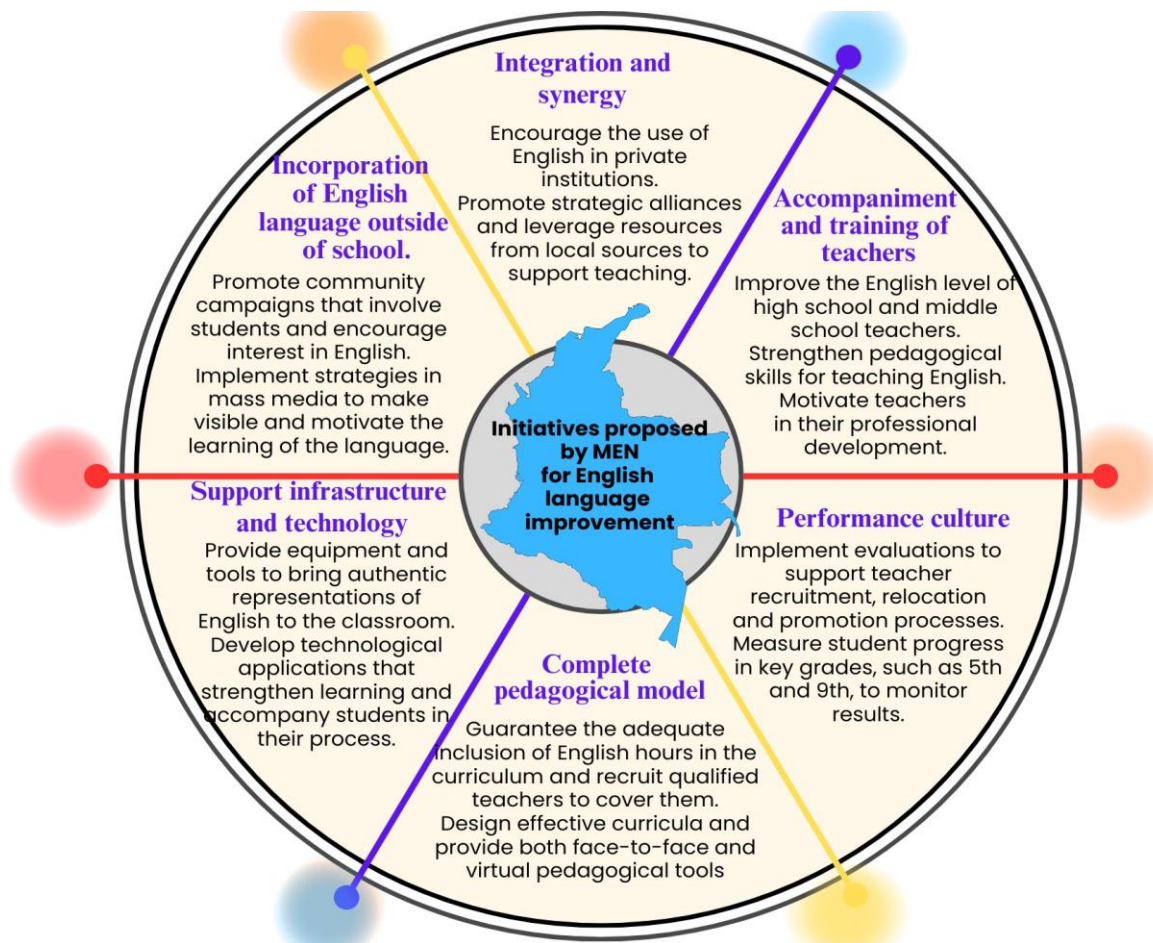 Integration and
synergy
Encourage the use of
English in private
institutions.
Promote strategic alliances
and leverage resources
from local sources to
support teaching.
Accompaniment
and training of
teachers
Improve the English level of
high school and middle
school teachers.
Strengthen pedagogical
skills for teaching English.
Motivate teachers
in their professional
development.
Performance culture
Implement evaluations to
support teacher
recruitment, relocation
and promotion processes.
Measure student progress
in key grades, such as 5th
and 9th, to monitor
results.
Complete
pedagogical model
Guarantee the adequate
inclusion of English hours in the
curriculum and recruit qualified
teachers to cover them.
Design effective curricula and
provide both face-to-face and
virtual pedagogical tools
Support infrastructure
and technology
Provide equipment and
tools to bring authentic
representations of
English to the classroom.
Develop technological
applications that
strengthen learning and
accompany students in
their process.
Incorporation
of English
language outside
of school.
Promote community
campaigns that involve
students and encourage
interest in English.
Implement strategies in
mass media to make
visible and motivate the
learning of the language.
Initiatives proposed
by MEN
for English
language
improvement